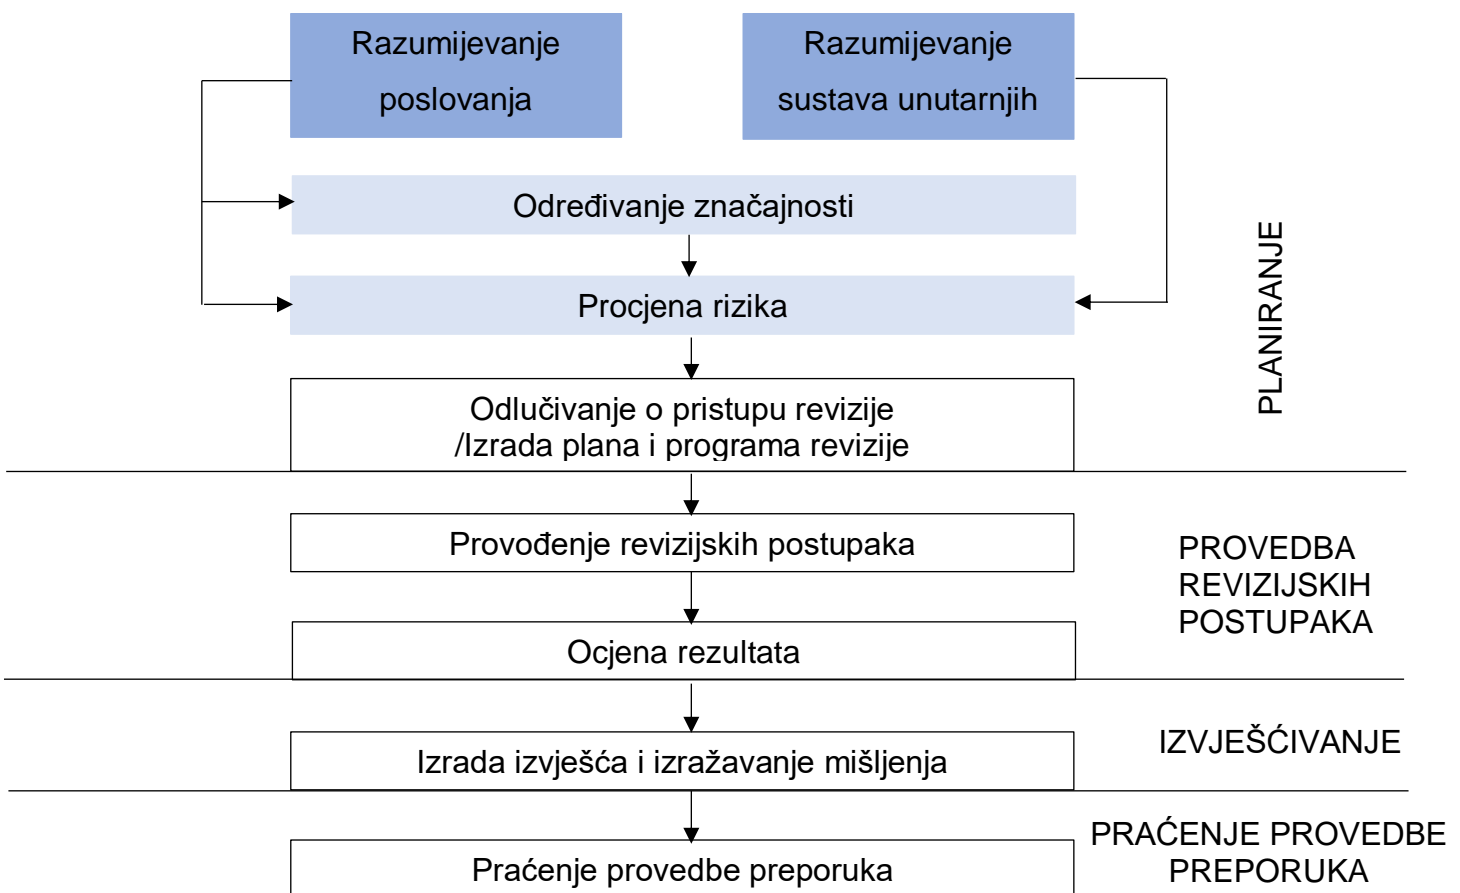 Razumijevanje
poslovanja
Razumijevanje
sustava unutarnjih
Određivanje značajnosti
Procjena rizika
PLANIRANJE
Odlučivanje o pristupu revizije
/Izrada plana i programa revizije
Provođenje revizijskih postupaka
PROVEDBA
REVIZIJSKIH
POSTUPAKA
Ocjena rezultata
IZVJEŠĆIVANJE
Izrada izvješća i izražavanje mišljenja
PRAĆENJE PROVEDBE
PREPORUKA
Praćenje provedbe preporuka